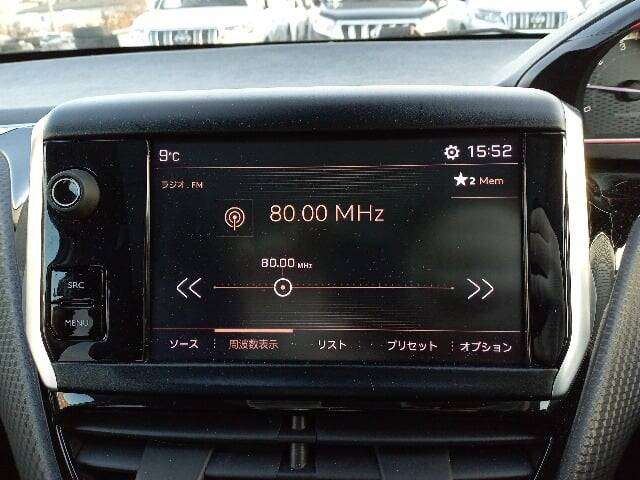 9°C
15:52
ラジオ . FM
★2 Mem
80.00 MHz
80.00 MHz
SRC
MENU
ソース
周波数表示
リスト
プリセット
オプション